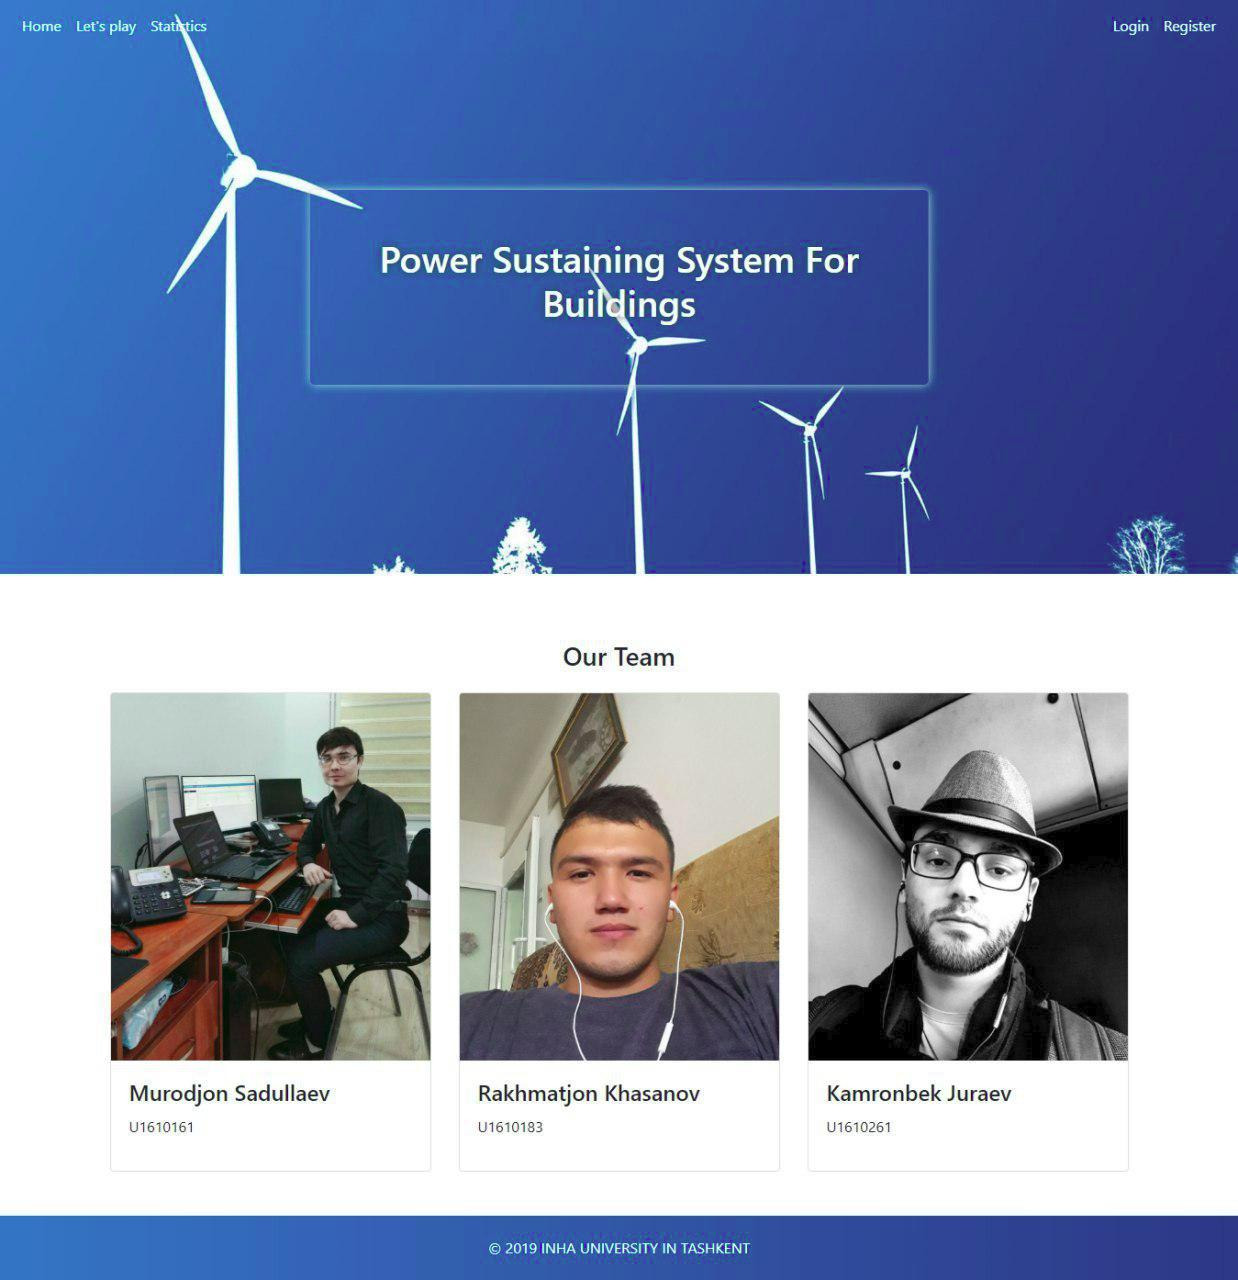 Home Let's play Statistics Login Register
Power Sustaining System For
Buildings
Our Team
Murodjon Sadullaev
U1610161
Rakhmatjon Khasanov
U1610183
Kamronbek Juraev
U1610261
© 2019 INHA UNIVERSITY IN TASHKENT